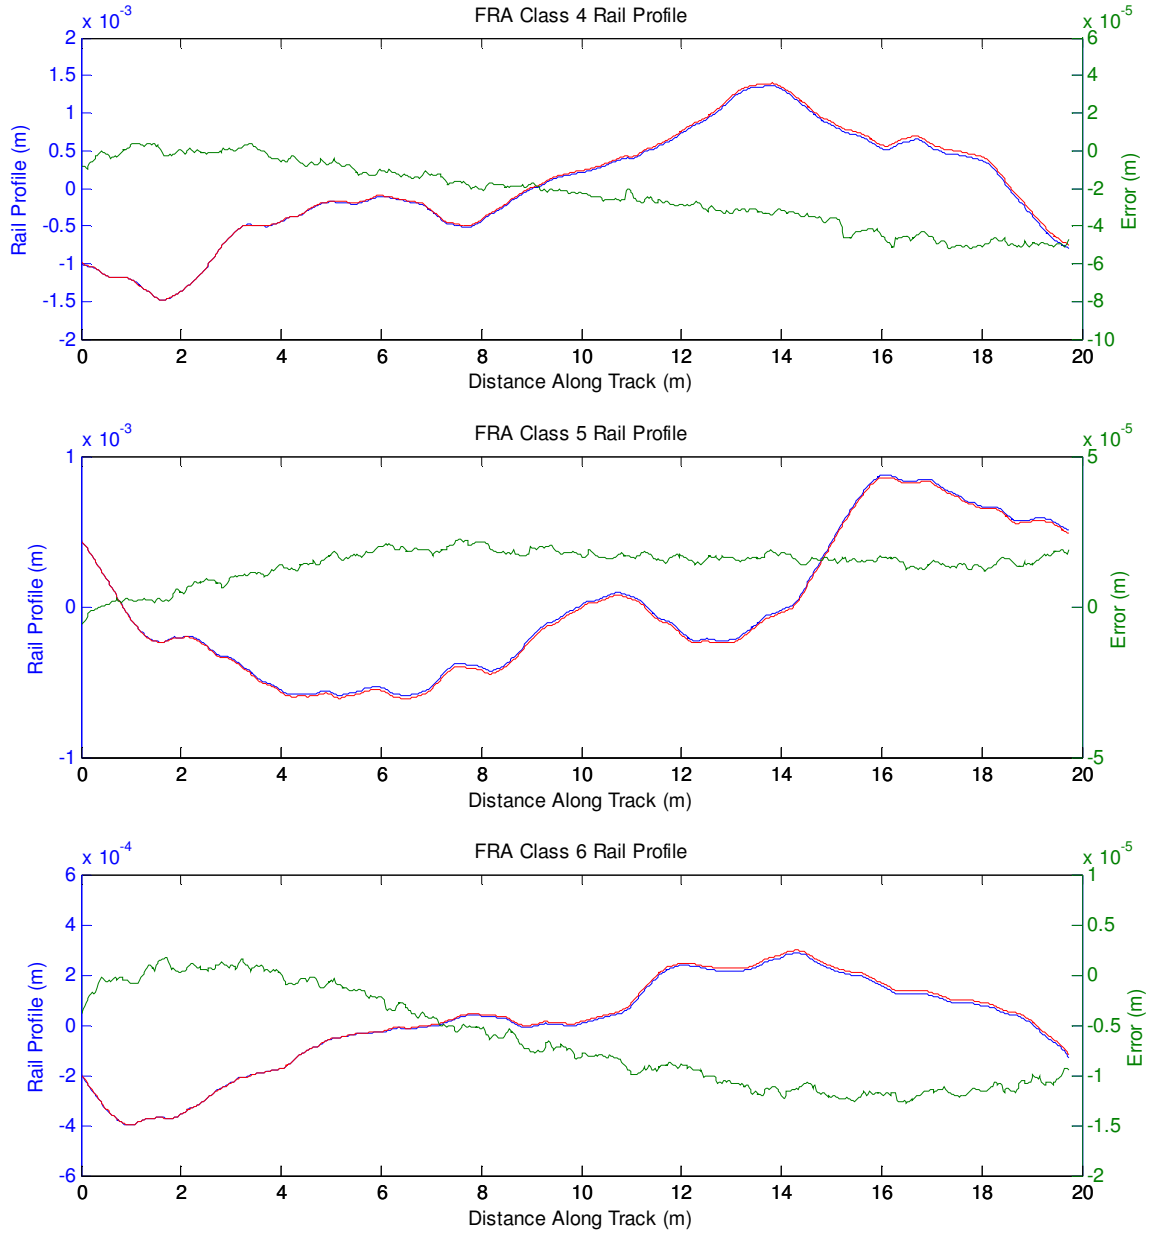 FRA Class 4 Rail Profile
x 10^-3
x 10^-5
2
1.5
1
0.5
0
-0.5
-1
-1.5
-2
6
4
2
0
-2
-4
-6
-8
-10
Rail Profile (m)
Error (m)
0 2 4 6 8 10 12 14 16 18 20
Distance Along Track (m)
FRA Class 5 Rail Profile
x 10^-3
x 10^-5
1
0
-1
5
0
-5
Rail Profile (m)
Error (m)
0 2 4 6 8 10 12 14 16 18 20
Distance Along Track (m)
FRA Class 6 Rail Profile
x 10^-4
x 10^-5
6
4
2
0
-2
-4
-6
1
0.5
0
-0.5
-1
-1.5
-2
Rail Profile (m)
Error (m)
0 2 4 6 8 10 12 14 16 18 20
Distance Along Track (m)